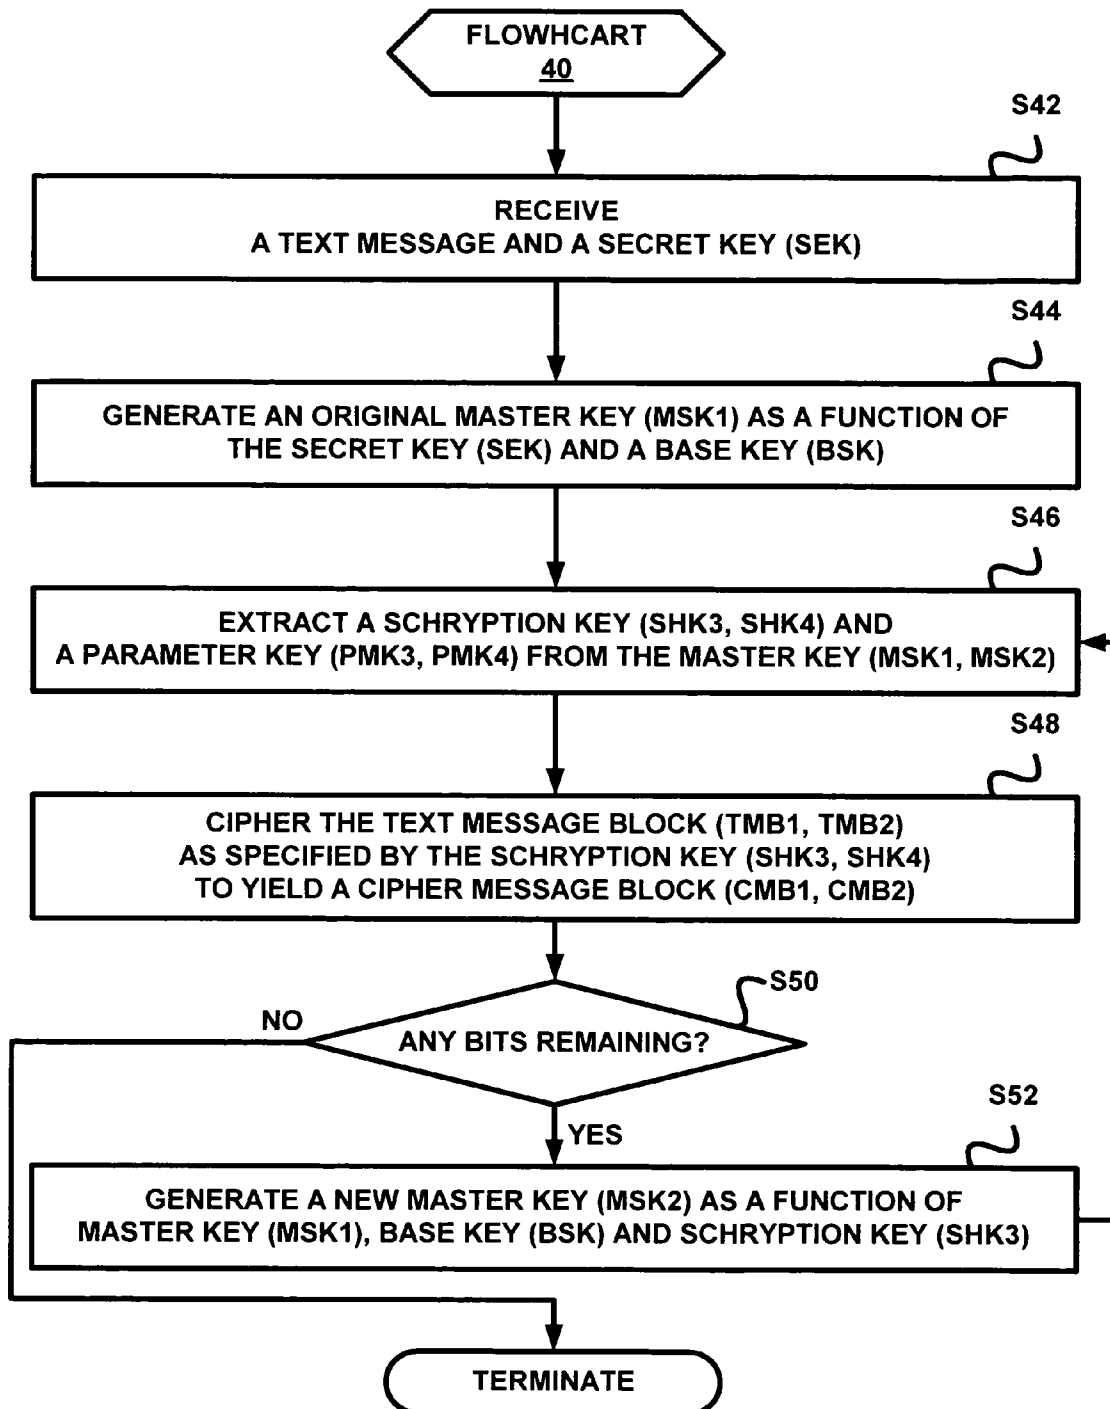 FLOWHCART
40
S42
RECEIVE
A TEXT MESSAGE AND A SECRET KEY (SEK)
S44
GENERATE AN ORIGINAL MASTER KEY (MSK1) AS A FUNCTION OF
THE SECRET KEY (SEK) AND A BASE KEY (BSK)
S46
EXTRACT A SCHRYPTION KEY (SHK3, SHK4) AND
A PARAMETER KEY (PMK3, PMK4) FROM THE MASTER KEY (MSK1, MSK2)
S48
CIPHER THE TEXT MESSAGE BLOCK (TMB1, TMB2)
AS SPECIFIED BY THE SCHRYPTION KEY (SHK3, SHK4)
TO YIELD A CIPHER MESSAGE BLOCK (CMB1, CMB2)
S50
NO
ANY BITS REMAINING?
YES
S52
GENERATE A NEW MASTER KEY (MSK2) AS A FUNCTION OF
MASTER KEY (MSK1), BASE KEY (BSK) AND SCHRYPTION KEY (SHK3)
TERMINATE